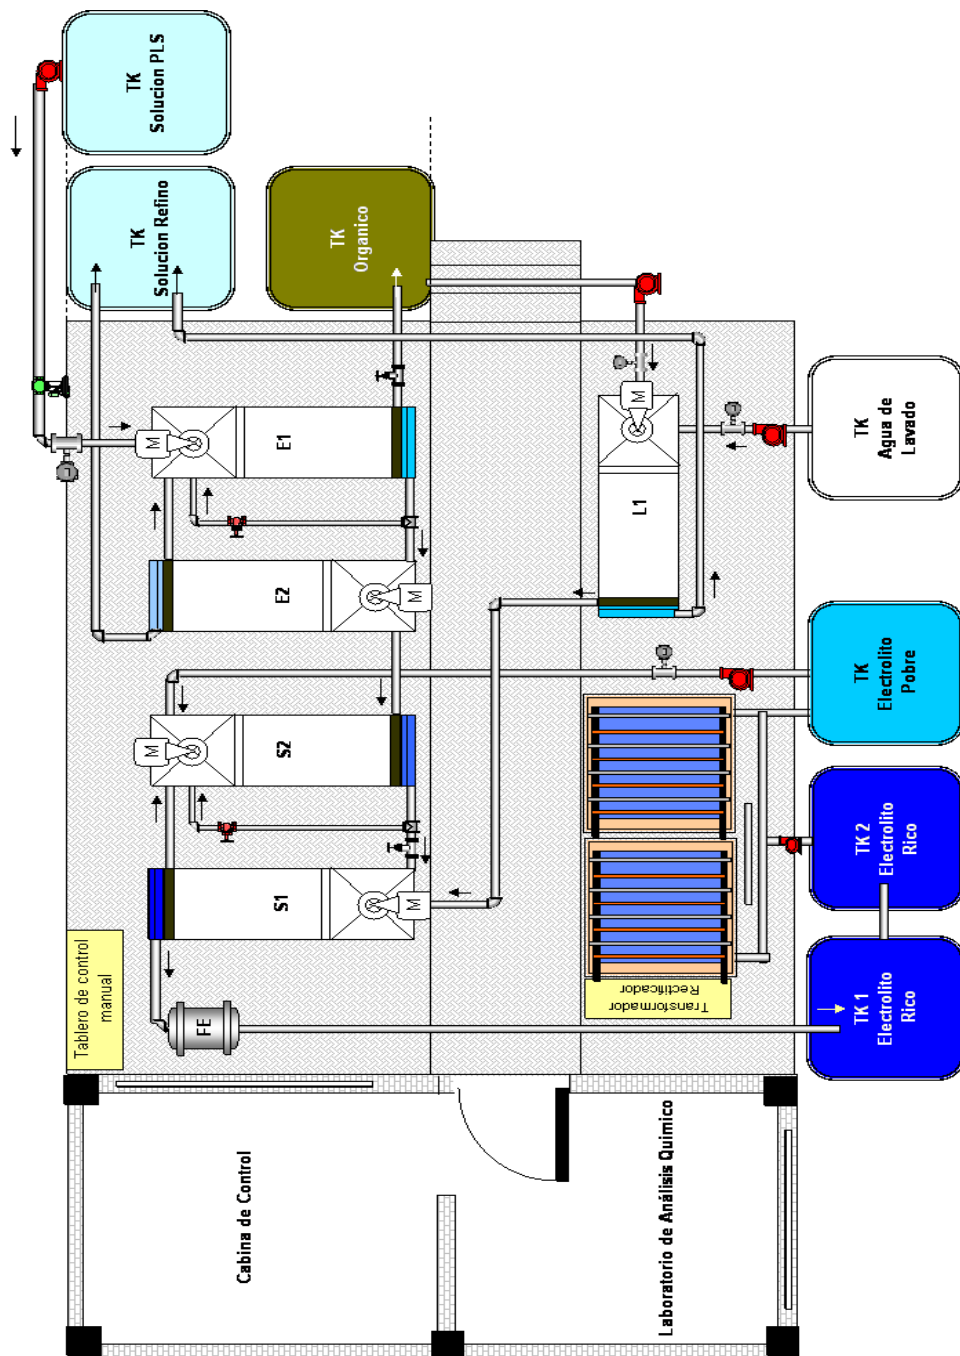 TK
Solucion PLS
TK
Solucion Refino
TK
Organico
M
E1
M
L1
TK
Agua de
Lavado
E2
M
M
S2
TK
Electrolito
Pobre
S1
M
TK 2
Electrolito
Rico
Tablero de control
manual
FE
Transformador
Rectificador
TK 1
Electrolito
Rico
Cabina de Control
Laboratorio de Análisis Quimico